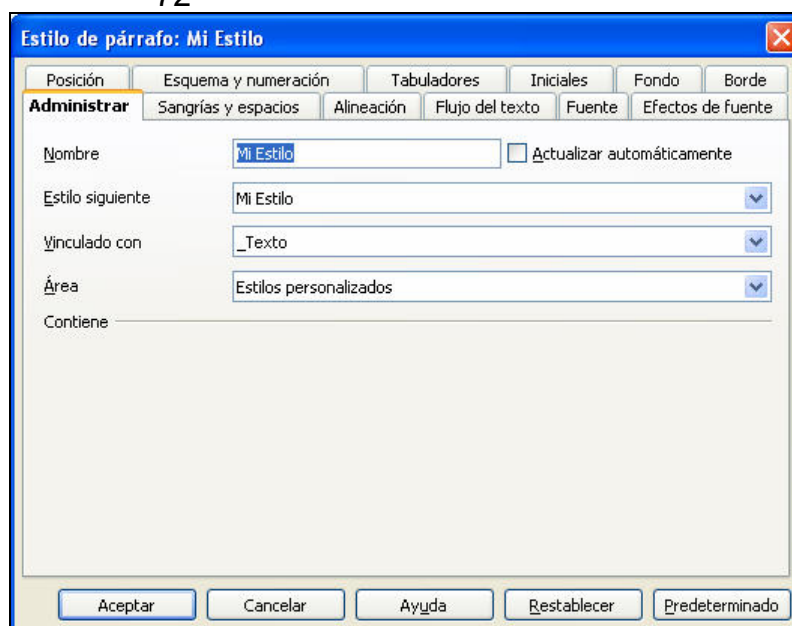 72
Estilo de párrafo: Mi Estilo
Posición Esquema y numeración Tabuladores Iniciales Fondo Borde
Administrar Sangrías y espacios Alineación Flujo del texto Fuente Efectos de fuente
Nombre Mi Estilo Actualizar automáticamente
Estilo siguiente Mi Estilo
Vinculado con _Texto
Área Estilos personalizados
Contiene
Aceptar Cancelar Ayuda Restablecer Predeterminado